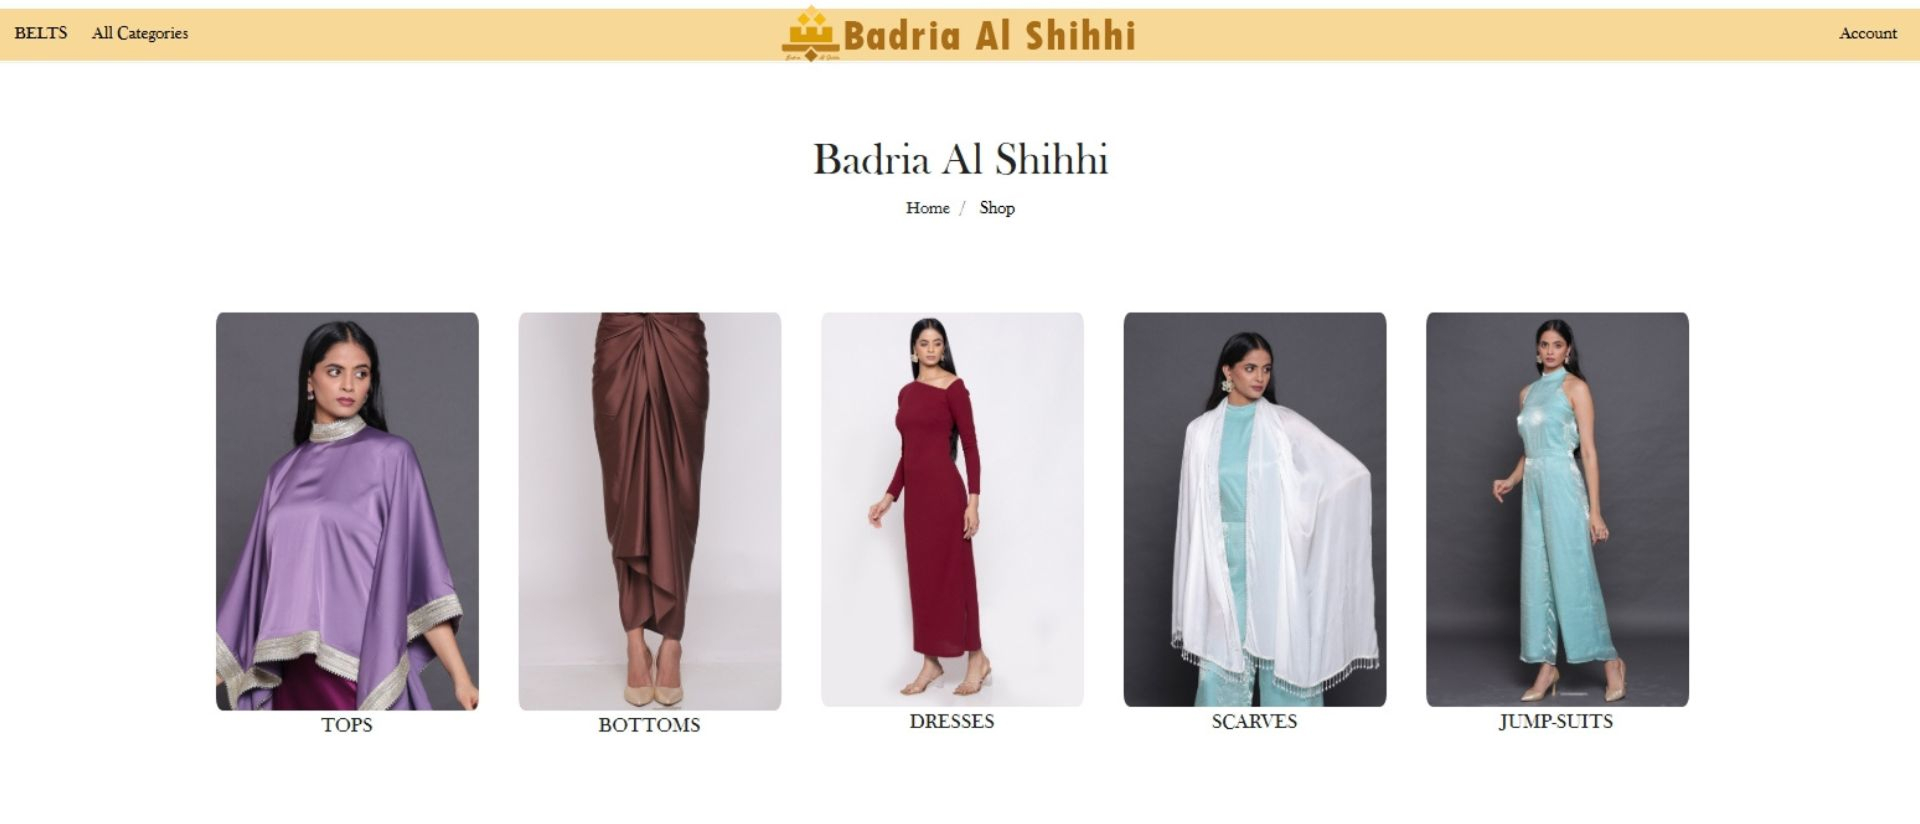 BELTS All Categories Badria Al Shihhi Account
Badria Al Shihhi
Home / Shop
TOPS BOTTOMS DRESSES SCARVES JUMP-SUITS